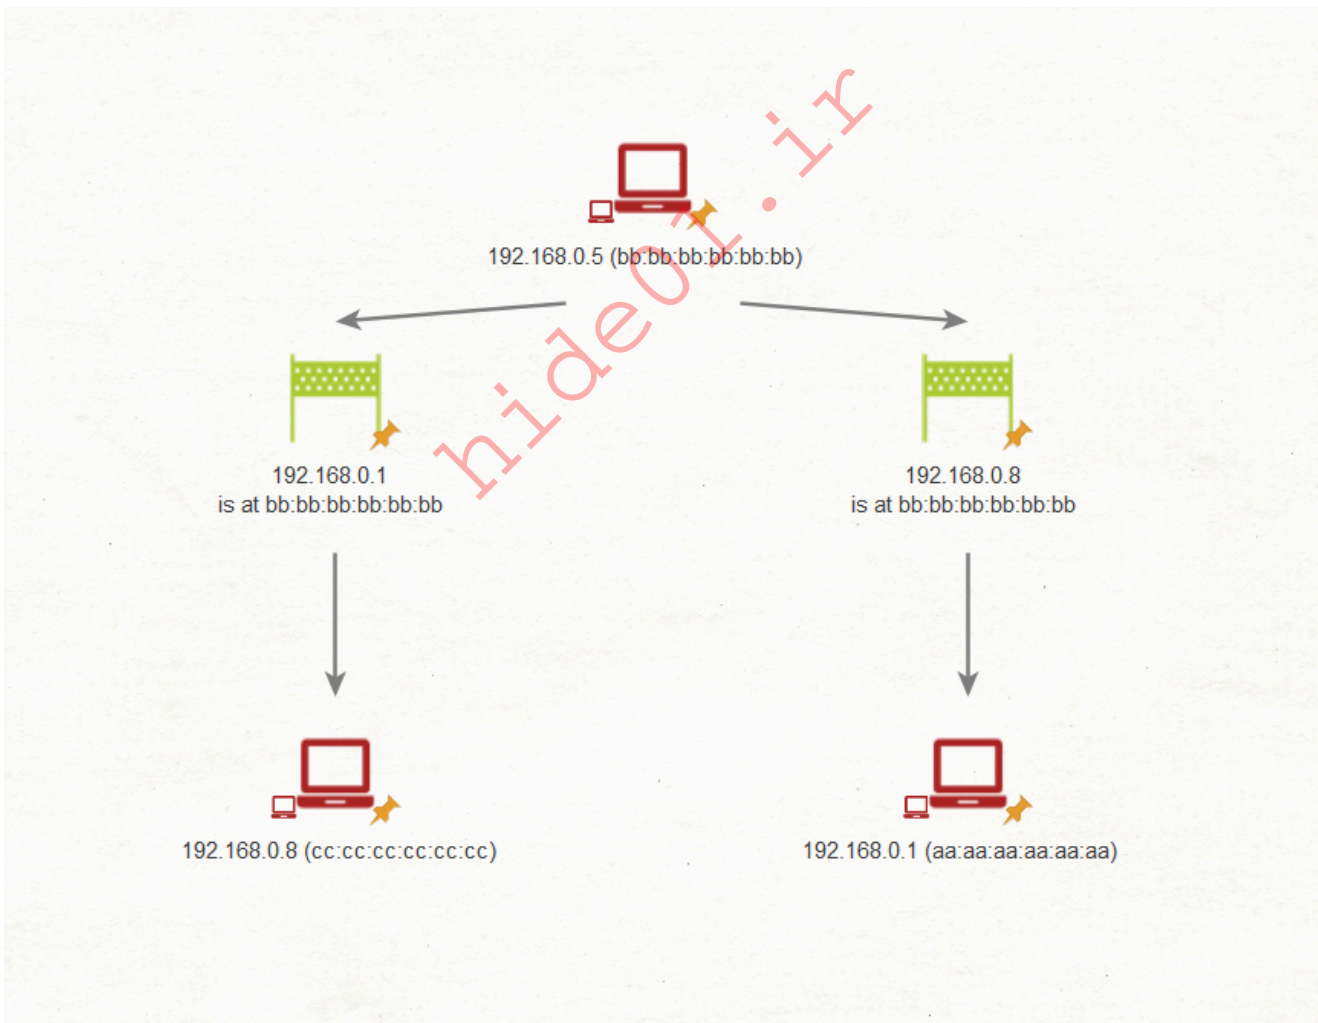 hide01.ir
192.168.0.5 (bb:bb:bb:bb:bb:bb)
192.168.0.1
is at bb:bb:bb:bb:bb:bb
192.168.0.8
is at bb:bb:bb:bb:bb:bb
192.168.0.8 (cc:cc:cc:cc:cc:cc)
192.168.0.1 (aa:aa:aa:aa:aa:aa)